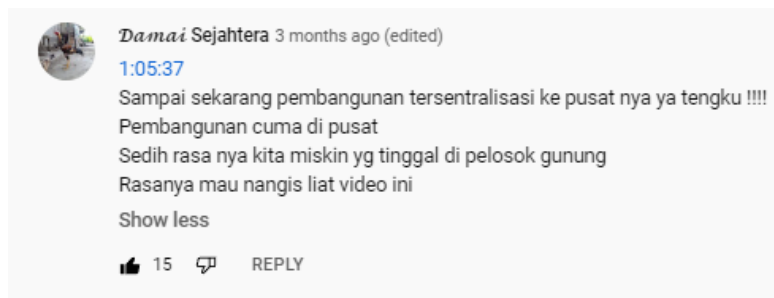 𝓓𝓪𝓶𝓪𝓲 Sejahtera 3 months ago (edited)
1:05:37
Sampai sekarang pembangunan tersentralisasi ke pusat nya ya tengku !!!!
Pembangunan cuma di pusat
Sedih rasa nya kita miskin yg tinggal di pelosok gunung
Rasanya mau nangis liat video ini
Show less
15 REPLY